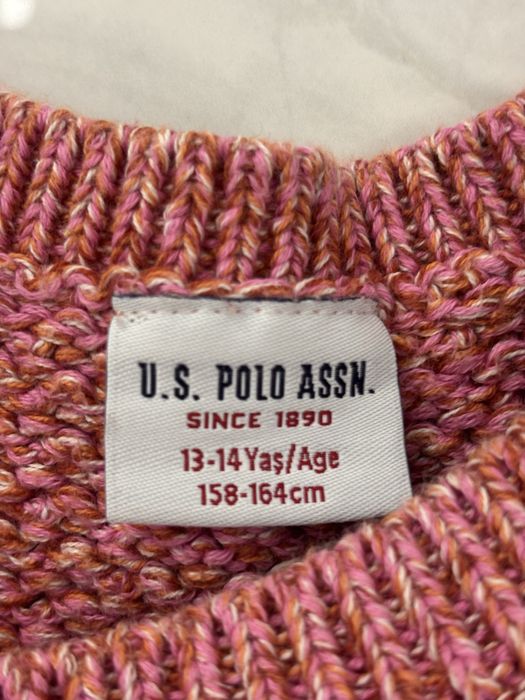 U.S. POLO ASSN.
SINCE 1890
13-14 Yaş/Age
158-164cm